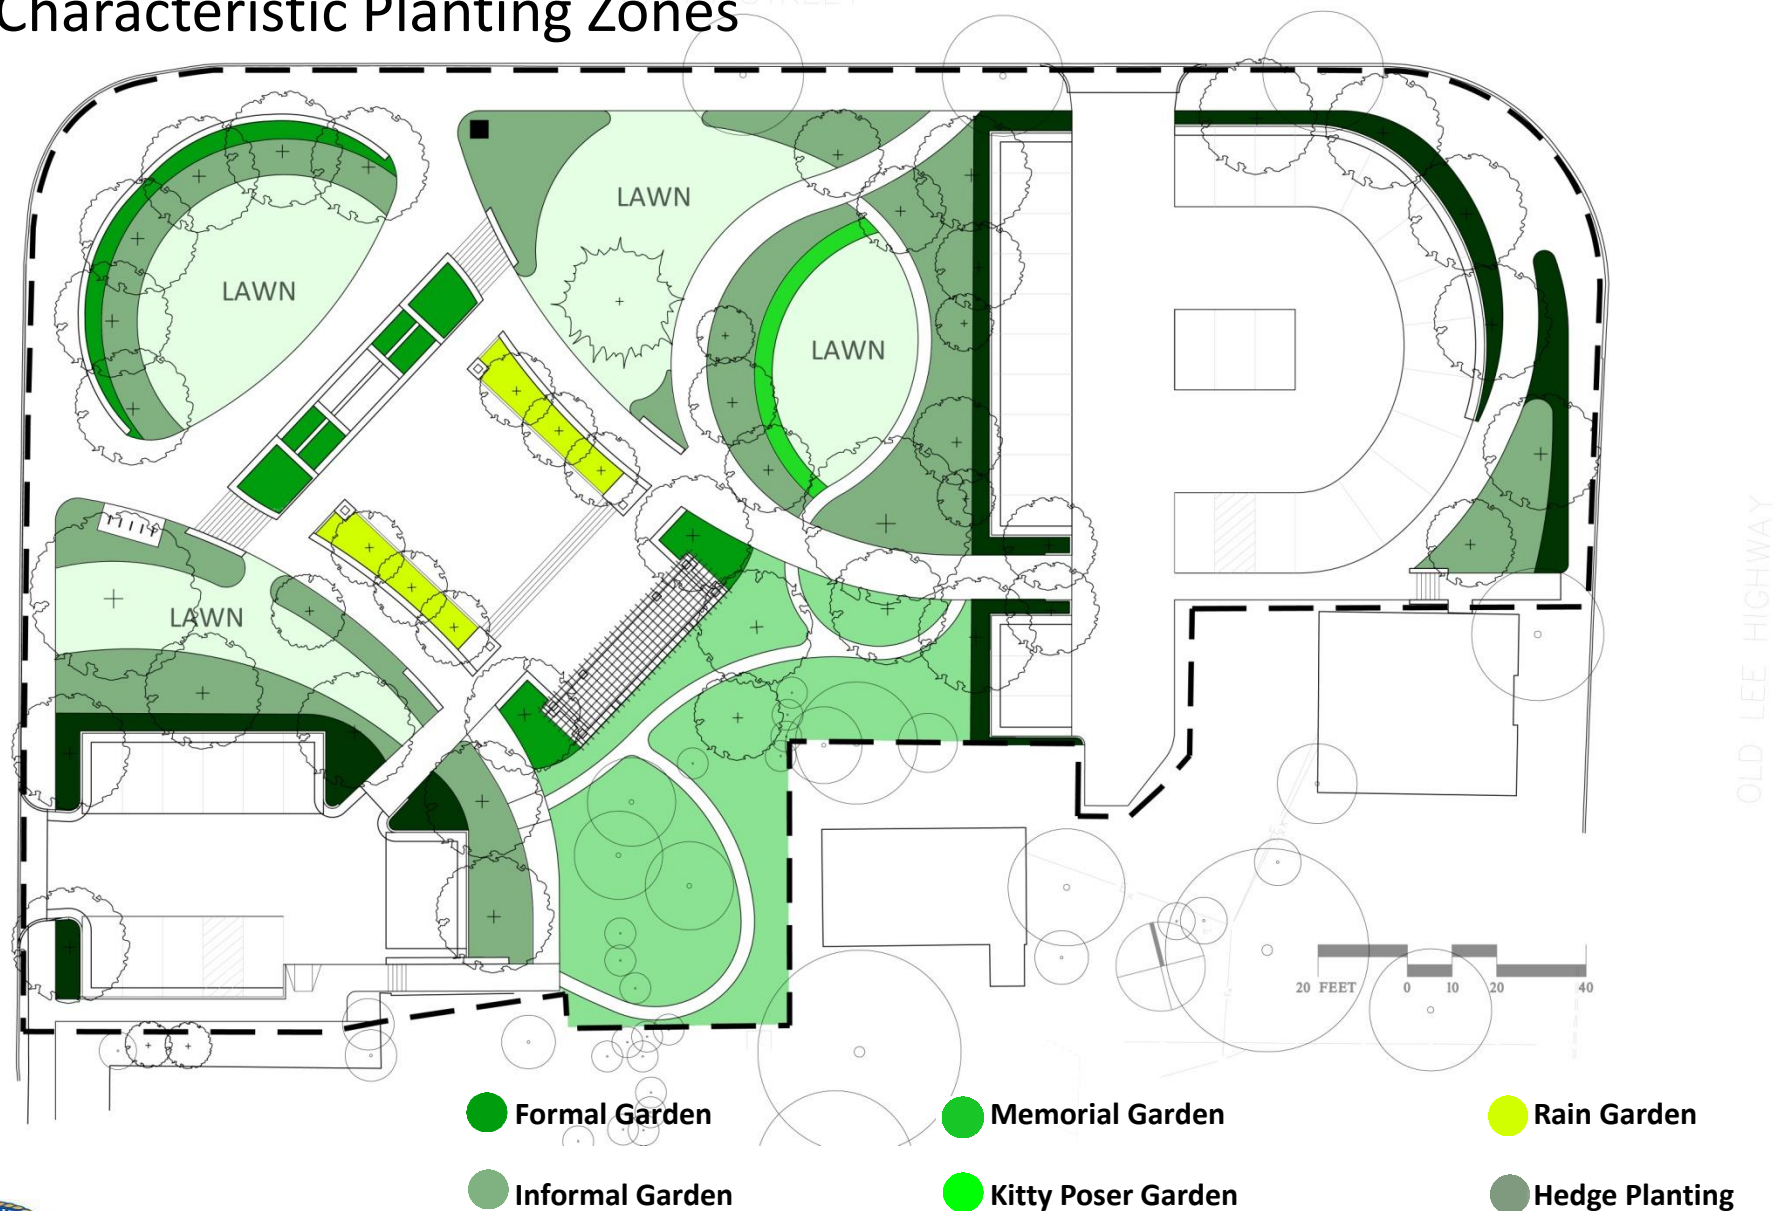 Characteristic Planting Zones
LAWN
LAWN
LAWN
LAWN
OLD LEE HIGHWAY
20 FEET 0 10 20 40
Formal Garden
Memorial Garden
Rain Garden
Informal Garden
Kitty Poser Garden
Hedge Planting